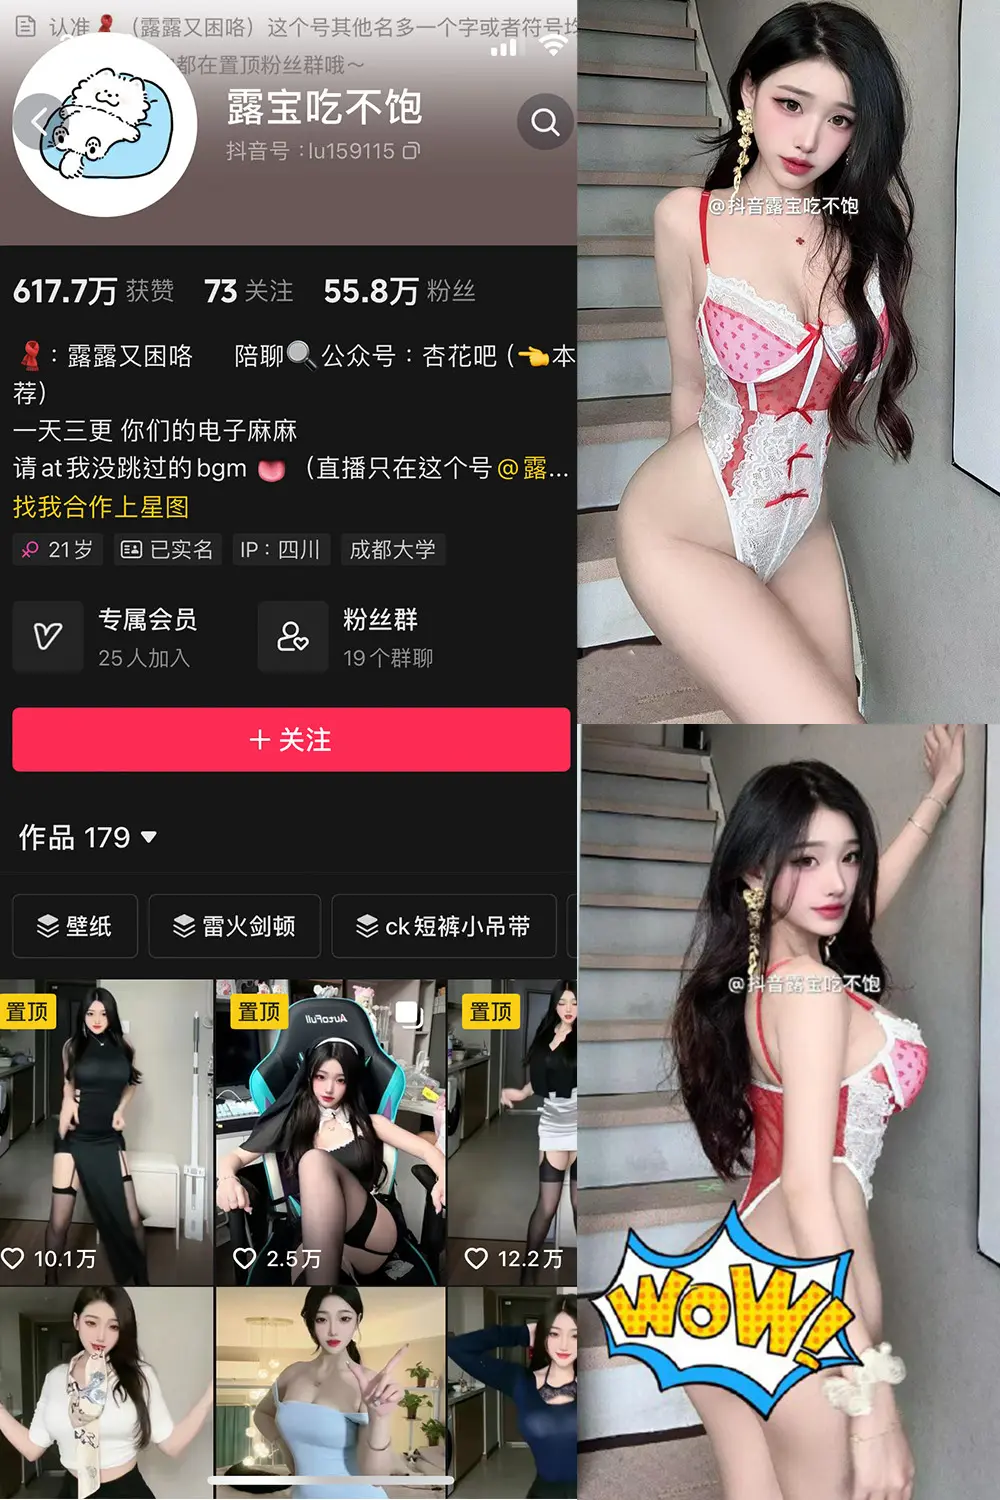 认准 (露露又困咯) 这个号其他名多一个字或者符号
都在置顶粉丝群哦~
露宝吃不饱
抖音号:lu159115
617.7万 获赞 73 关注 55.8万 粉丝
:露露又困咯 陪聊 公众号:杏花吧 (本
荐)
一天三更 你们的电子麻麻
请at我没跳过的bgm (直播只在这个号@露...
找我合作上星图
21岁 已实名 IP:四川 成都大学
专属会员 粉丝群
25人加入 19个群聊
+ 关注
作品 179
壁纸 雷火剑顿 ck短裤小吊带
置顶 置顶 置顶
AutoFull
10.1万 2.5万 12.2万
@抖音露宝吃不饱
@抖音露宝吃不饱
WOW!